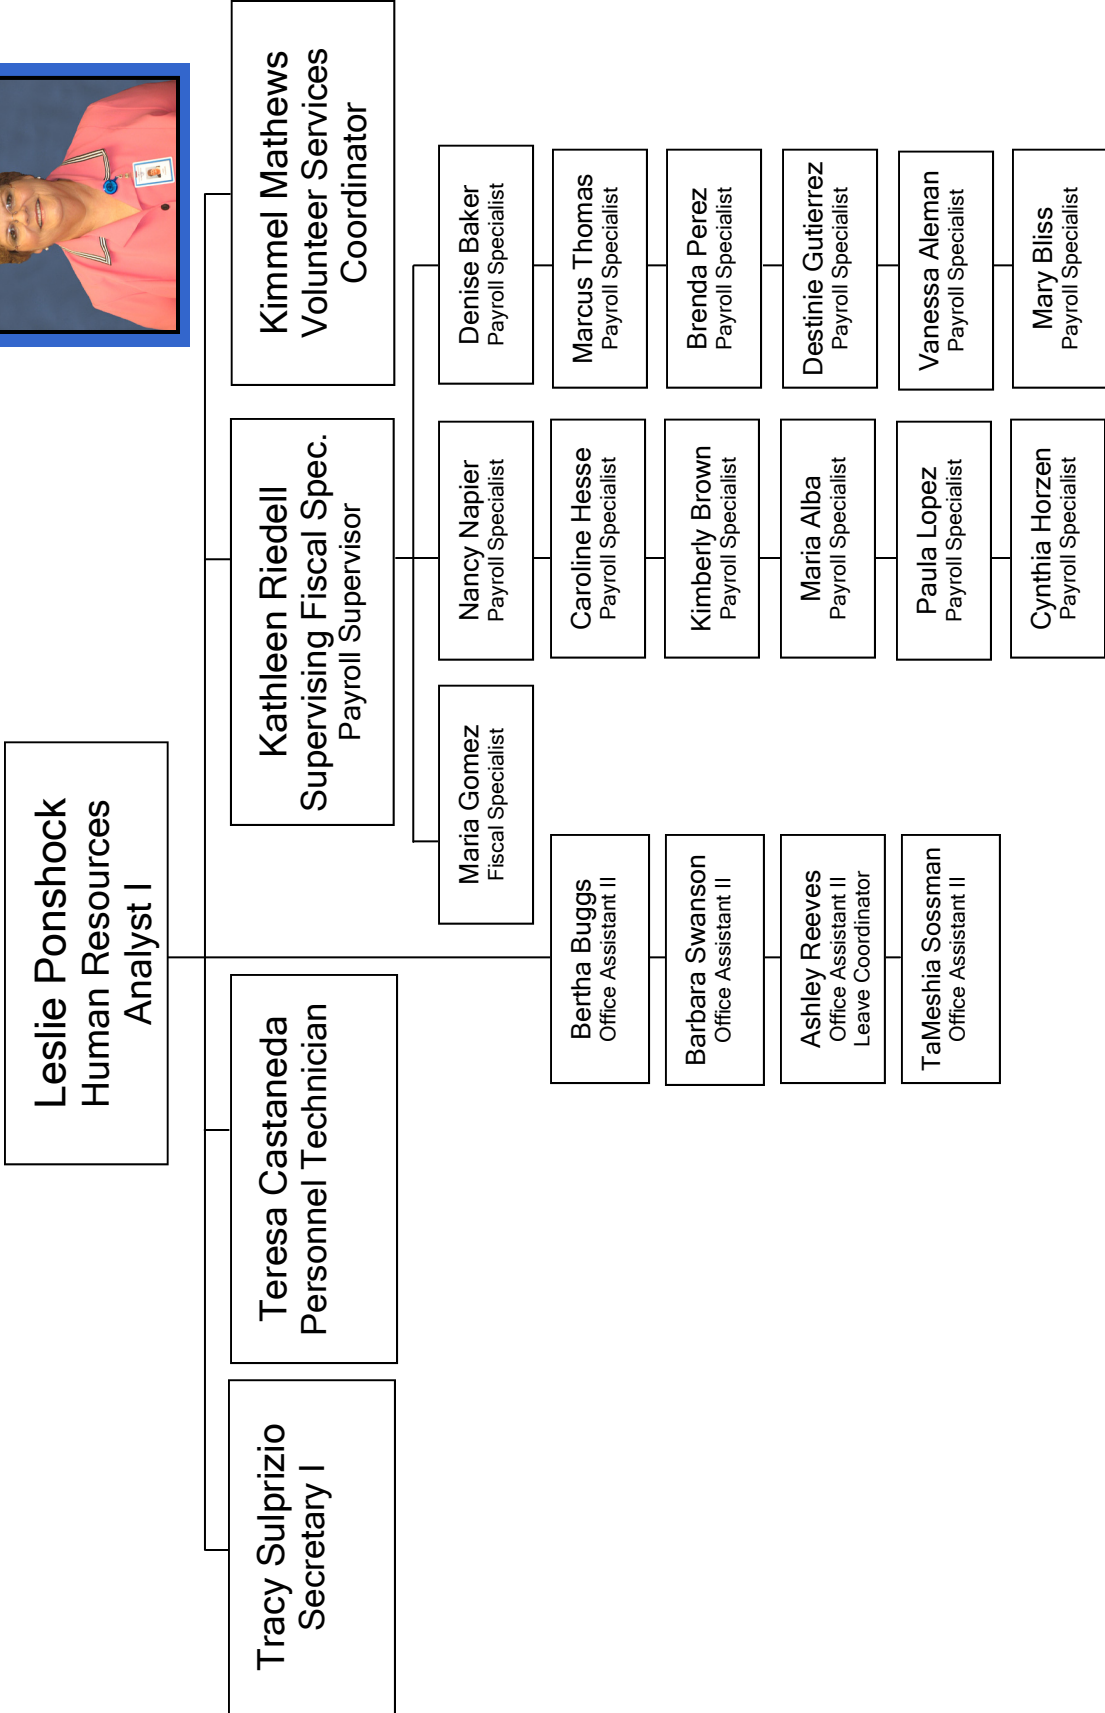 Leslie Ponshock
Human Resources
Analyst I
Tracy Sulprizio
Secretary I
Teresa Castaneda
Personnel Technician
Kathleen Riedell
Supervising Fiscal Spec.
Payroll Supervisor
Kimmel Mathews
Volunteer Services
Coordinator
Maria Gomez
Fiscal Specialist
Nancy Napier
Payroll Specialist
Denise Baker
Payroll Specialist
Bertha Buggs
Office Assistant II
Caroline Hesse
Payroll Specialist
Marcus Thomas
Payroll Specialist
Barbara Swanson
Office Assistant II
Kimberly Brown
Payroll Specialist
Brenda Perez
Payroll Specialist
Ashley Reeves
Office Assistant II
Leave Coordinator
Maria Alba
Payroll Specialist
Destinie Gutierrez
Payroll Specialist
TaMeshia Sossman
Office Assistant II
Paula Lopez
Payroll Specialist
Vanessa Aleman
Payroll Specialist
Cynthia Horzen
Payroll Specialist
Mary Bliss
Payroll Specialist